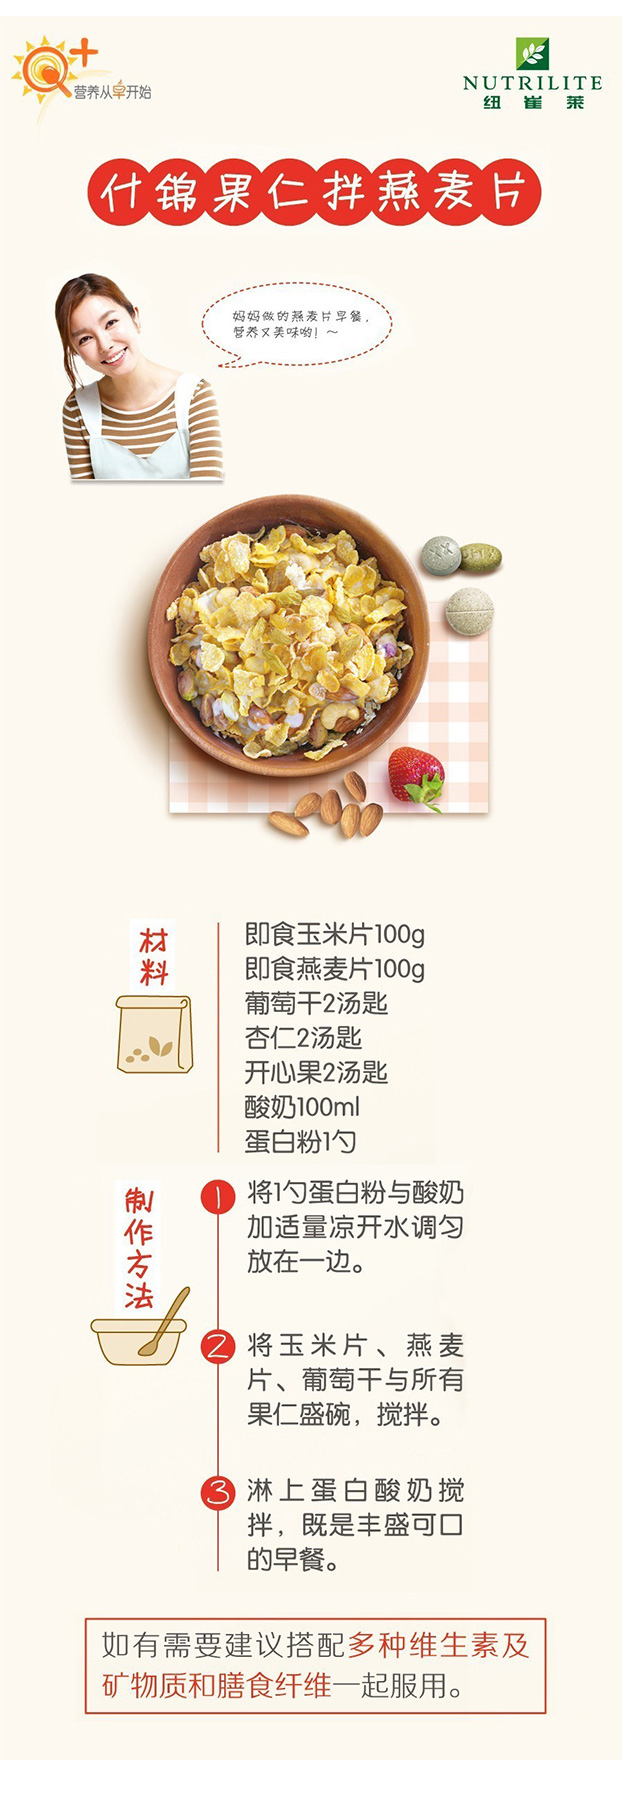 营养从早开始
NUTRILITE
纽崔莱
什锦果仁拌燕麦片
妈妈做的燕麦片早餐,
营养又美味哟!~
材料
即食玉米片100g
即食燕麦片100g
葡萄干2汤匙
杏仁2汤匙
开心果2汤匙
酸奶100ml
蛋白粉1勺
制作方法
1
将1勺蛋白粉与酸奶
加适量凉开水调匀
放在一边。
2
将玉米片、燕麦
片、葡萄干与所有
果仁盛碗，搅拌。
3
淋上蛋白酸奶搅
拌，既是丰盛可口
的早餐。
如有需要建议搭配多种维生素及
矿物质和膳食纤维一起服用。